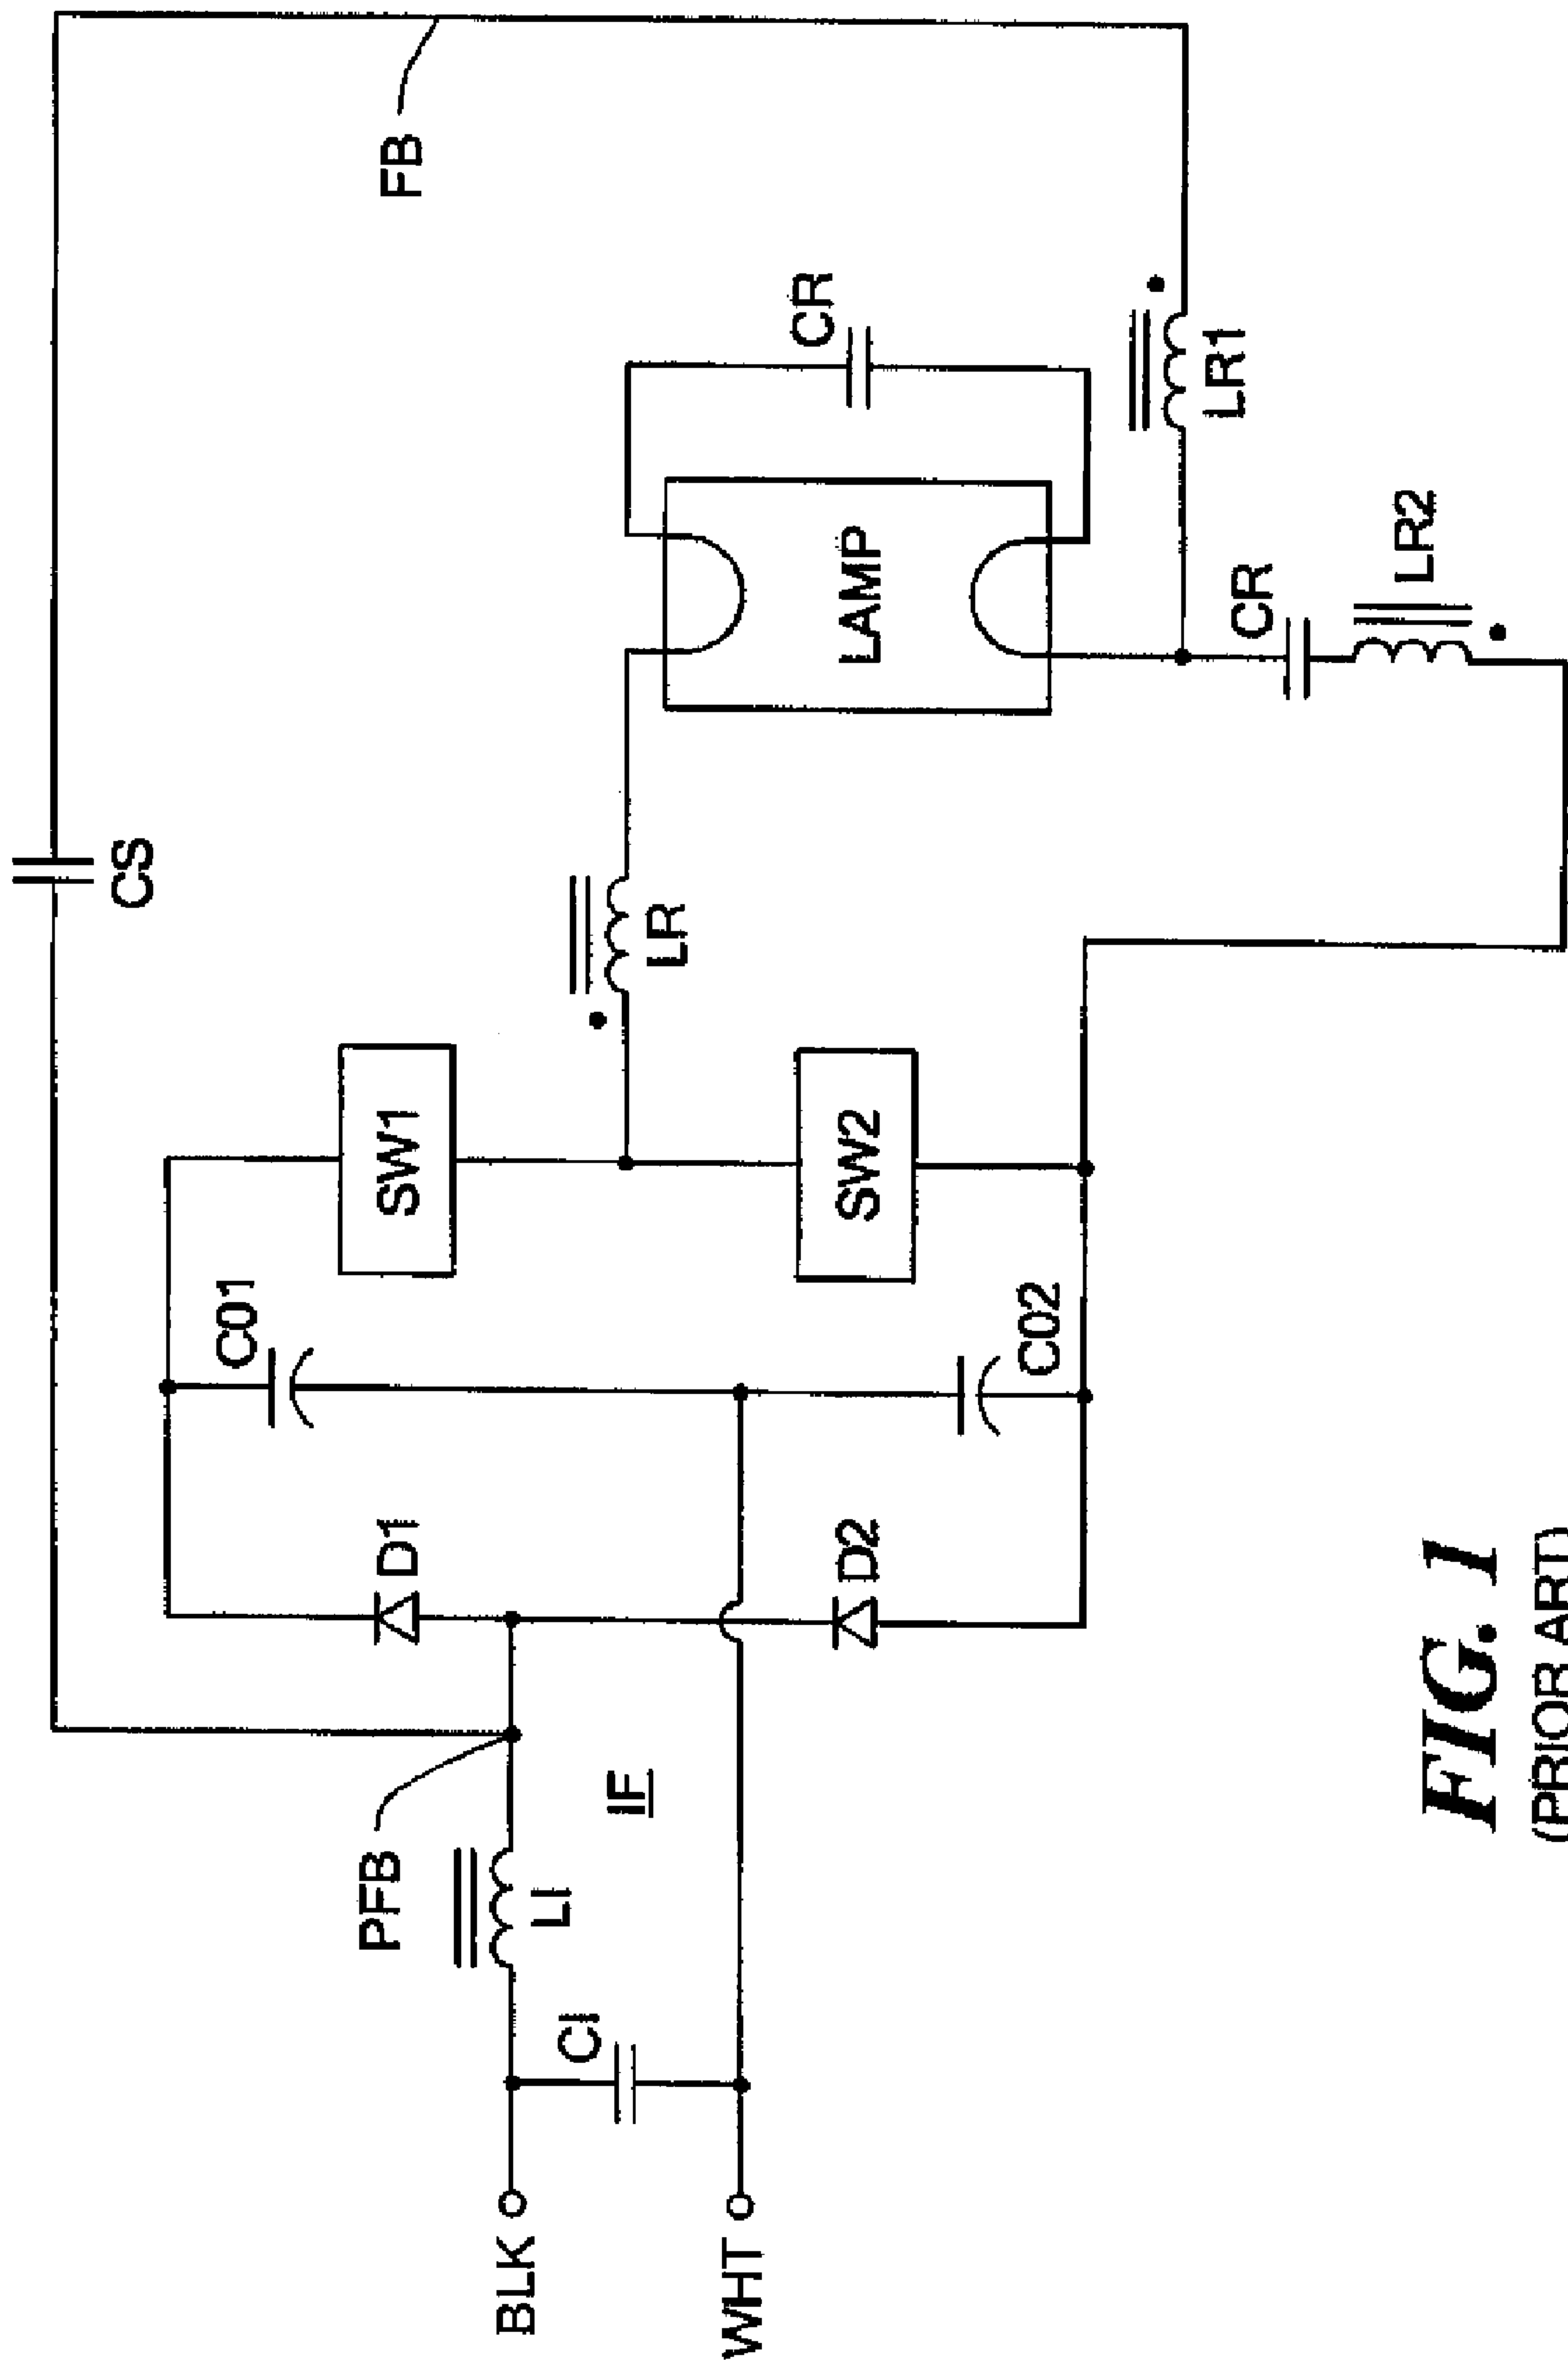 FB
CS
CR
LAMP
LR1
LR
CR
LR2
SW1
SW2
C01
C02
D1
D2
PFB
IF
LI
CI
BLK
WHT
FIG. 1
(PRIOR ART)